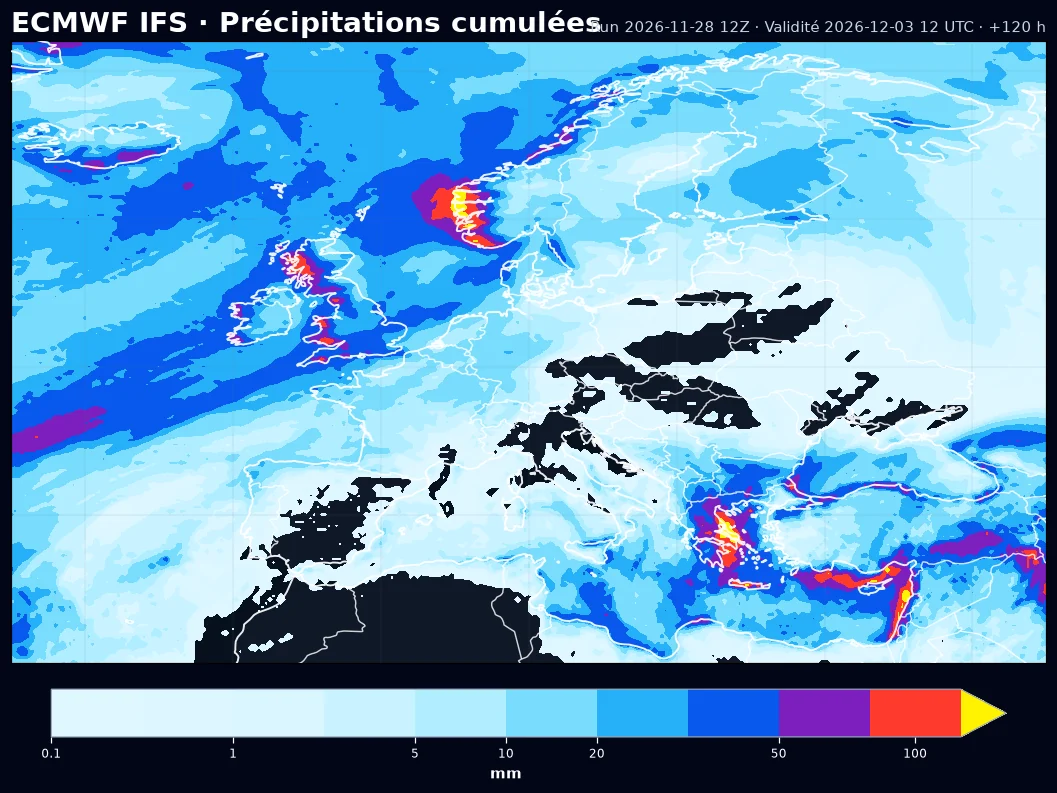 ECMWF IFS · Précipitations cumulées
Run 2026-11-28 12Z · Validité 2026-12-03 12 UTC · +120 h
0.1 1 5 10 20 50 100
mm